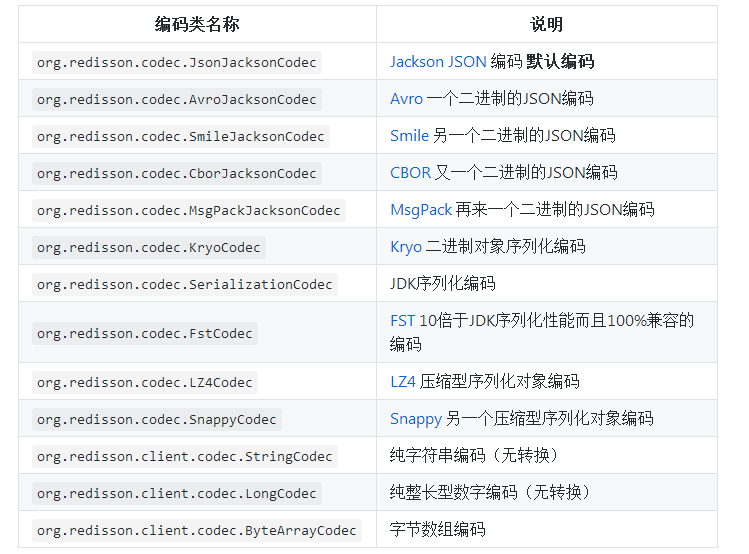 编码类名称 说明
org.redisson.codec.JsonJacksonCodec Jackson JSON 编码 默认编码
org.redisson.codec.AvroJacksonCodec Avro 一个二进制的JSON编码
org.redisson.codec.SmileJacksonCodec Smile 另一个二进制的JSON编码
org.redisson.codec.CborJacksonCodec CBOR 又一个二进制的JSON编码
org.redisson.codec.MsgPackJacksonCodec MsgPack 再来一个二进制的JSON编码
org.redisson.codec.KryoCodec Kryo 二进制对象序列化编码
org.redisson.codec.SerializationCodec JDK序列化编码
org.redisson.codec.FstCodec FST 10倍于JDK序列化性能而且100%兼容的
编码
org.redisson.codec.LZ4Codec LZ4 压缩型序列化对象编码
org.redisson.codec.SnappyCodec Snappy 另一个压缩型序列化对象编码
org.redisson.client.codec.StringCodec 纯字符串编码（无转换）
org.redisson.client.codec.LongCodec 纯整长型数字编码（无转换）
org.redisson.client.codec.ByteArrayCodec 字节数组编码